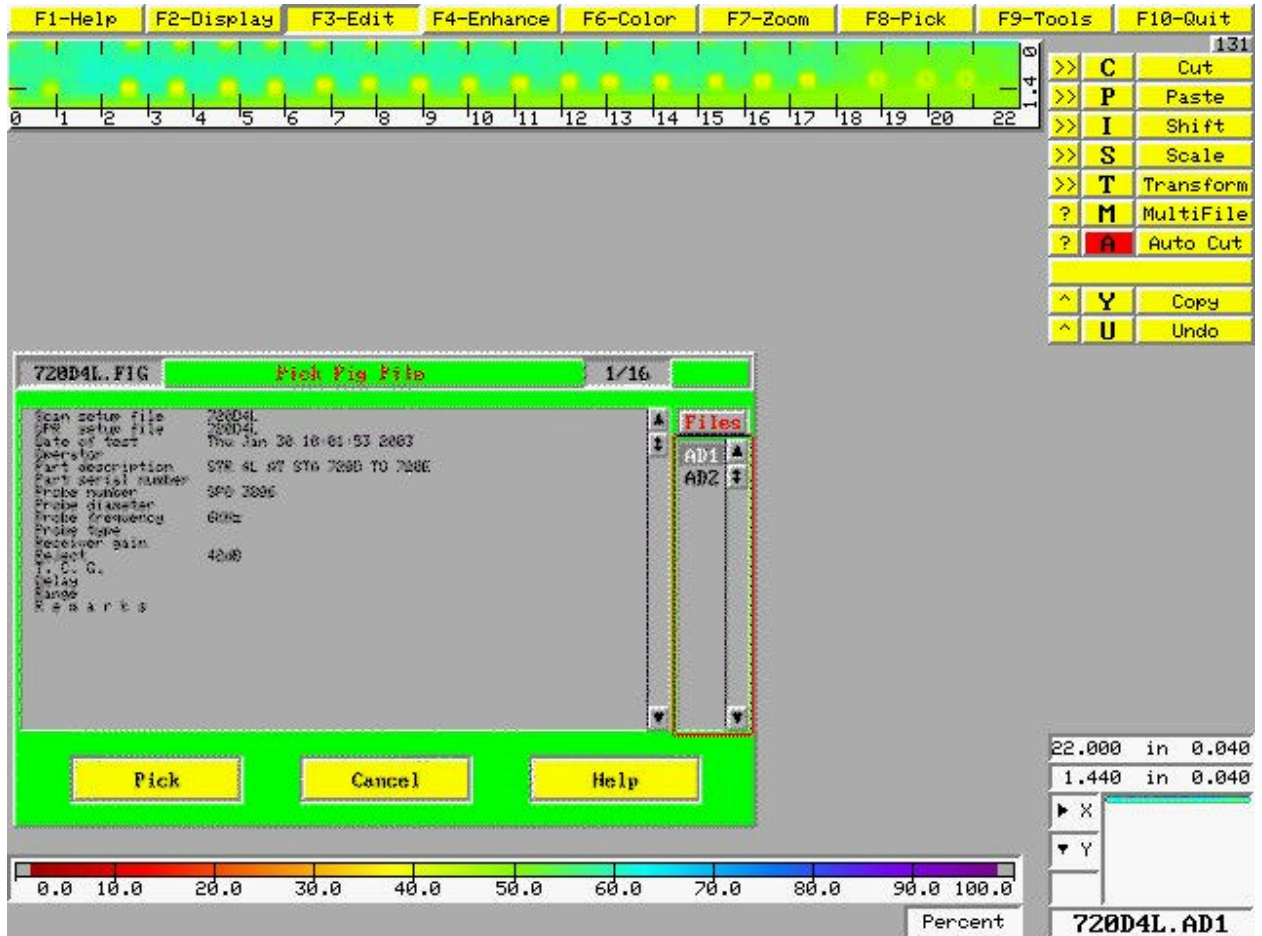 F1-Help F2-Display F3-Edit F4-Enhance F6-Color F7-Zoom F8-Pick F9-Tools F10-Quit
131
0
1.4
0 1 2 3 4 5 6 7 8 9 10 11 12 13 14 15 16 17 18 19 20 22
>> C Cut
>> P Paste
>> I Shift
>> S Scale
>> T Transform
? M MultiFile
? A Auto Cut
^ Y Copy
^ U Undo
720D4L.FIG Pick Fig File 1/16
Scan setup file 720D4L
setup file 720D4L
Date of test Thu Jan 30 10:01:53 2003
Operator
Part description STR 4L AT STA 720D TO 720E
Part serial number
Probe number
Probe diameter
Probe frequency
Probe type
Receiver gain
Reject 40dB
T. C. G.
Delay
Range
R e m a r k s
Files
AD1
AD2
Pick Cancel Help
22.000 in 0.040
1.440 in 0.040
X
Y
0.0 10.0 20.0 30.0 40.0 50.0 60.0 70.0 80.0 90.0 100.0
Percent
720D4L.AD1